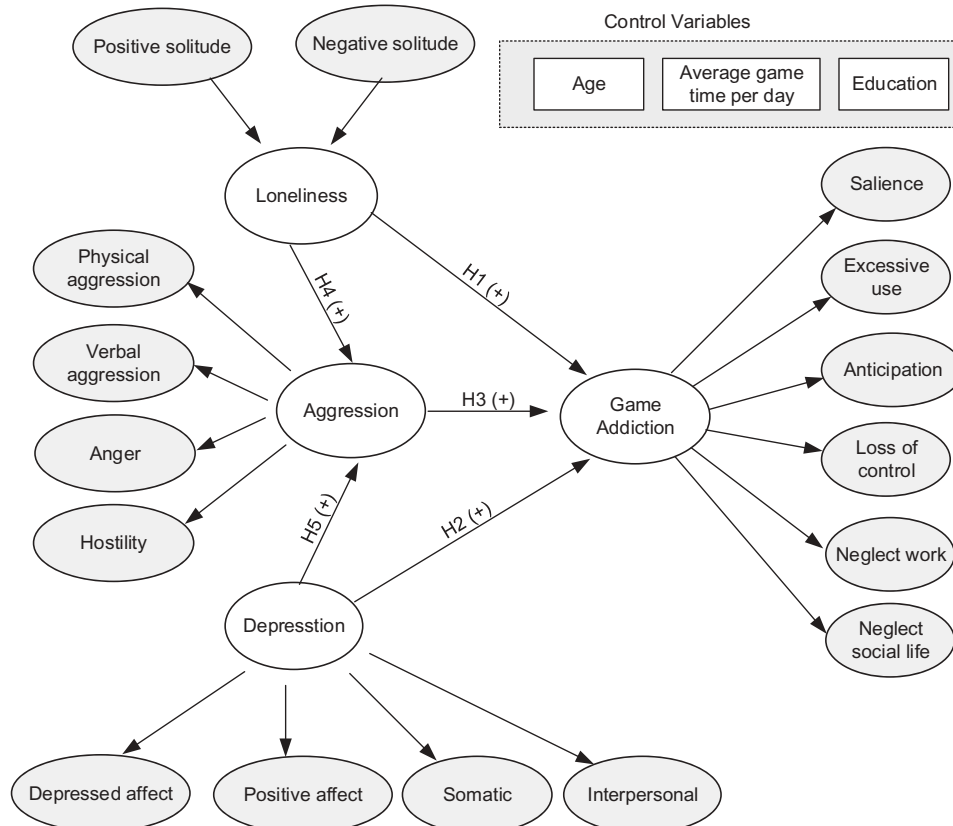 Control Variables
Positive solitude
Negative solitude
Age
Average game
time per day
Education
Loneliness
Salience
Physical
aggression
H4 (+)
H1 (+)
Excessive
use
Verbal
aggression
Anticipation
Aggression
H3 (+)
Game
Addiction
Anger
Loss of
control
H5 (+)
H2 (+)
Hostility
Neglect work
Depresstion
Neglect
social life
Depressed affect
Positive affect
Somatic
Interpersonal